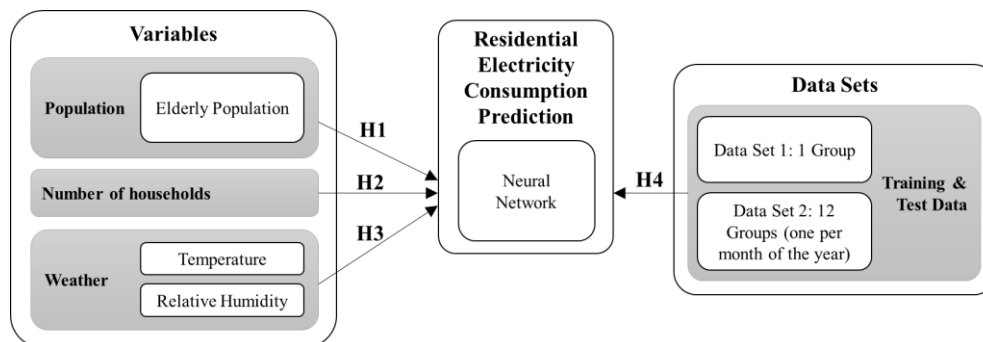 Variables
Population
Elderly Population
Number of households
Weather
Temperature
Relative Humidity
H1
H2
H3
Residential
Electricity
Consumption
Prediction
Neural
Network
H4
Data Sets
Data Set 1: 1 Group
Data Set 2: 12
Groups (one per
month of the year)
Training &
Test Data